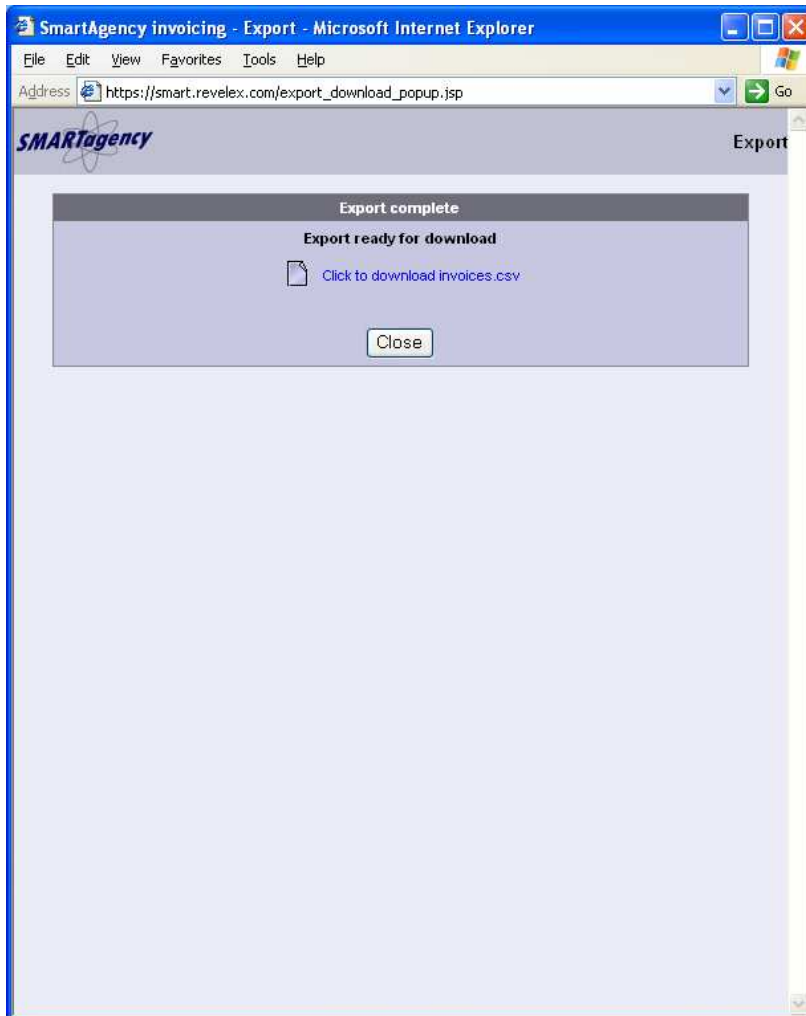 SmartAgency invoicing - Export - Microsoft Internet Explorer
File Edit View Favorites Tools Help
Address https://smart.revelex.com/export_download_popup.jsp Go
SMARTagency Export
Export complete
Export ready for download
Click to download invoices.csv
Close